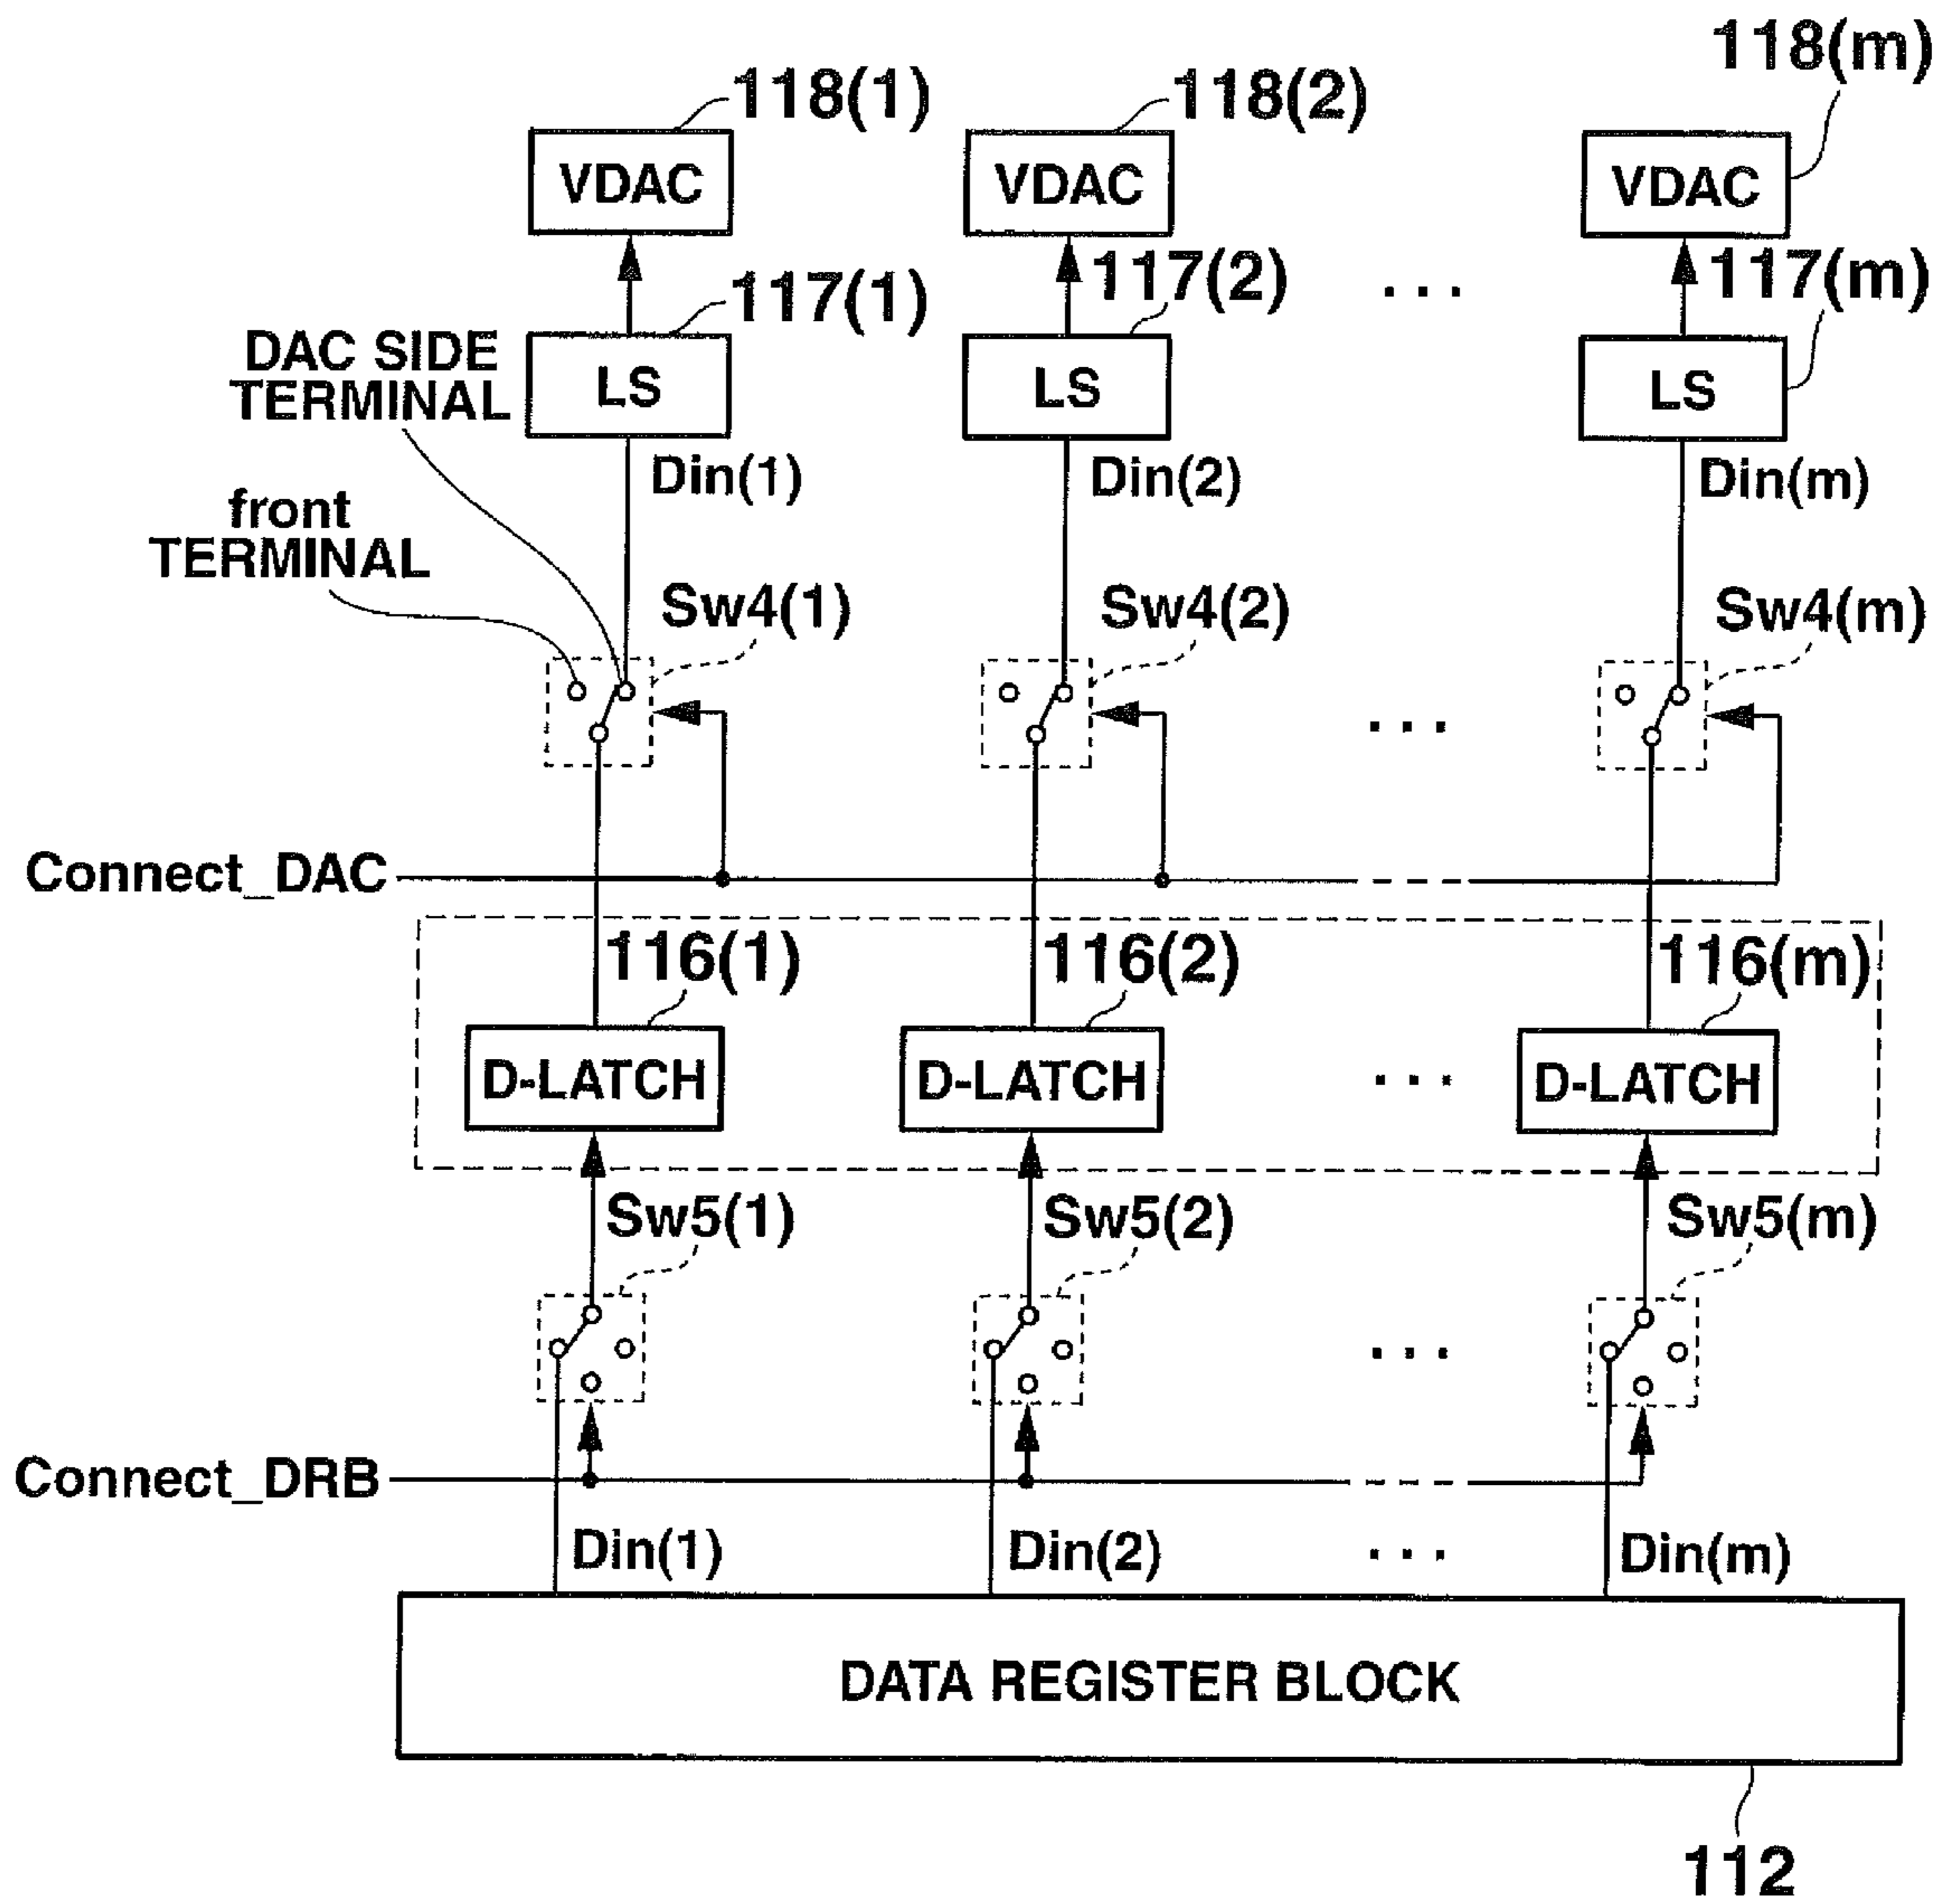 118(1)
118(2)
118(m)
VDAC
VDAC
VDAC
117(1)
117(2)
. . .
117(m)
DAC SIDE
TERMINAL
LS
LS
LS
Din(1)
Din(2)
Din(m)
front
TERMINAL
Sw4(1)
Sw4(2)
Sw4(m)
. . .
Connect_DAC
116(1)
116(2)
116(m)
D-LATCH
D-LATCH
. . .
D-LATCH
Sw5(1)
Sw5(2)
Sw5(m)
. . .
Connect_DRB
Din(1)
Din(2)
. . .
Din(m)
DATA REGISTER BLOCK
112